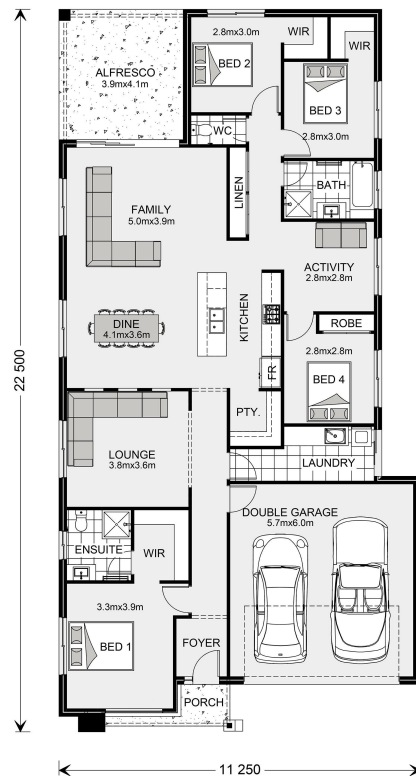 2.8mx3.0m
WIR
WIR
BED 2
ALFRESCO
3.9mx4.1m
BED 3
2.8mx3.0m
WC
LINEN
BATH
FAMILY
5.0mx3.9m
ACTIVITY
2.8mx2.8m
KITCHEN
DINE
4.1mx3.6m
ROBE
2.8mx2.8m
FR
BED 4
PTY.
LOUNGE
3.8mx3.6m
LAUNDRY
DOUBLE GARAGE
5.7mx6.0m
ENSUITE
WIR
3.3mx3.9m
BED 1
FOYER
PORCH
22 500
11 250